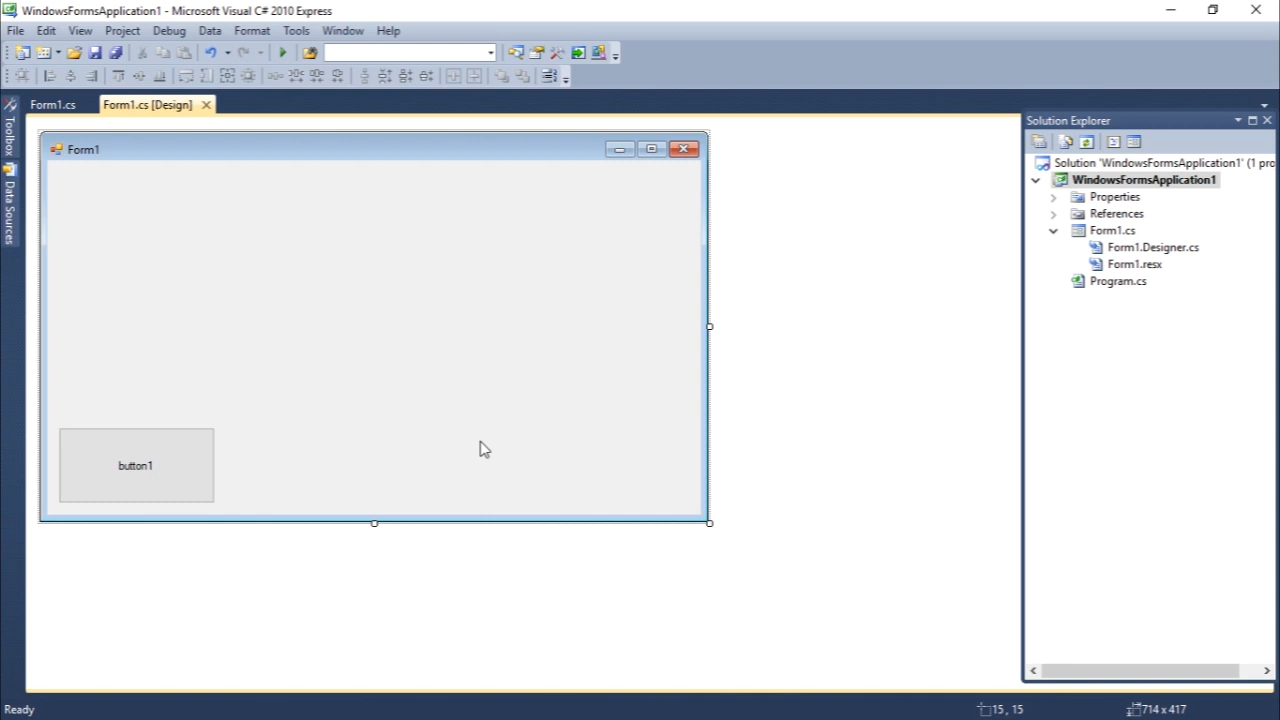 WindowsFormsApplication1 - Microsoft Visual C# 2010 Express
File Edit View Project Debug Data Format Tools Window Help
Form1.cs Form1.cs [Design]
Toolbox
Data Sources
Form1
button1
Solution Explorer
Solution 'WindowsFormsApplication1' (1 pro
WindowsFormsApplication1
Properties
References
Form1.cs
Form1.Designer.cs
Form1.resx
Program.cs
Ready 15, 15 714 x 417